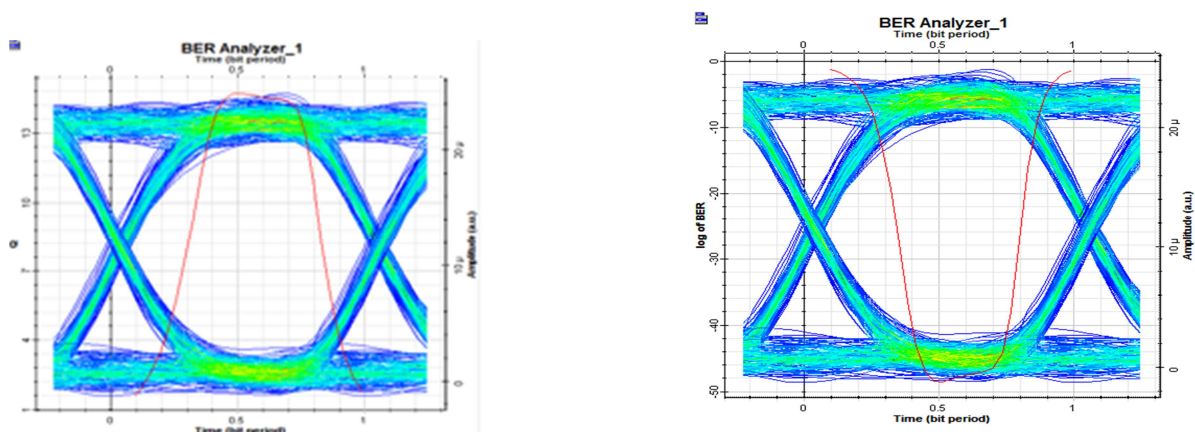 BER Analyzer_1
Time (bit period)
0 0.5 1
Q
13
10
7
4
1
20 µ
10 µ
0
Amplitude (a.u.)
0 0.5 1
Time (bit period)
BER Analyzer_1
Time (bit period)
0 0.5 1
log of BER
0
-10
-20
-30
-40
-50
20 µ
10 µ
0
Amplitude (a.u.)
0 0.5 1
Time (bit period)